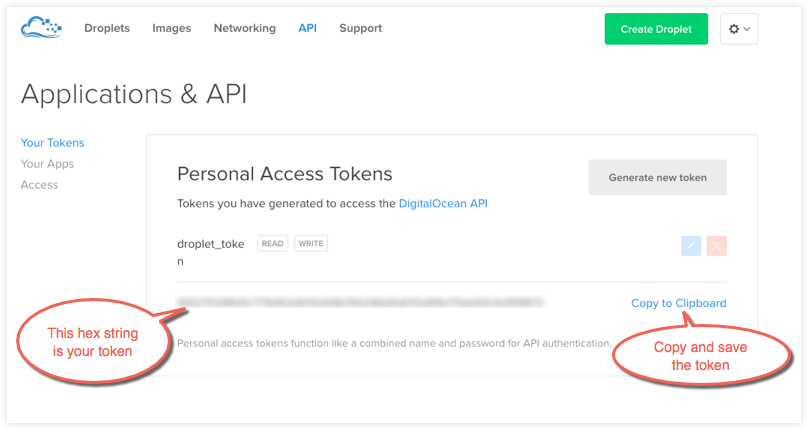 Droplets Images Networking API Support Create Droplet
Applications & API
Your Tokens
Your Apps
Access
Personal Access Tokens
Generate new token
Tokens you have generated to access the DigitalOcean API
droplet_toke
n
READ WRITE
Copy to Clipboard
This hex string
is your token
Personal access tokens function like a combined name and password for API authentication.
Copy and save
the token